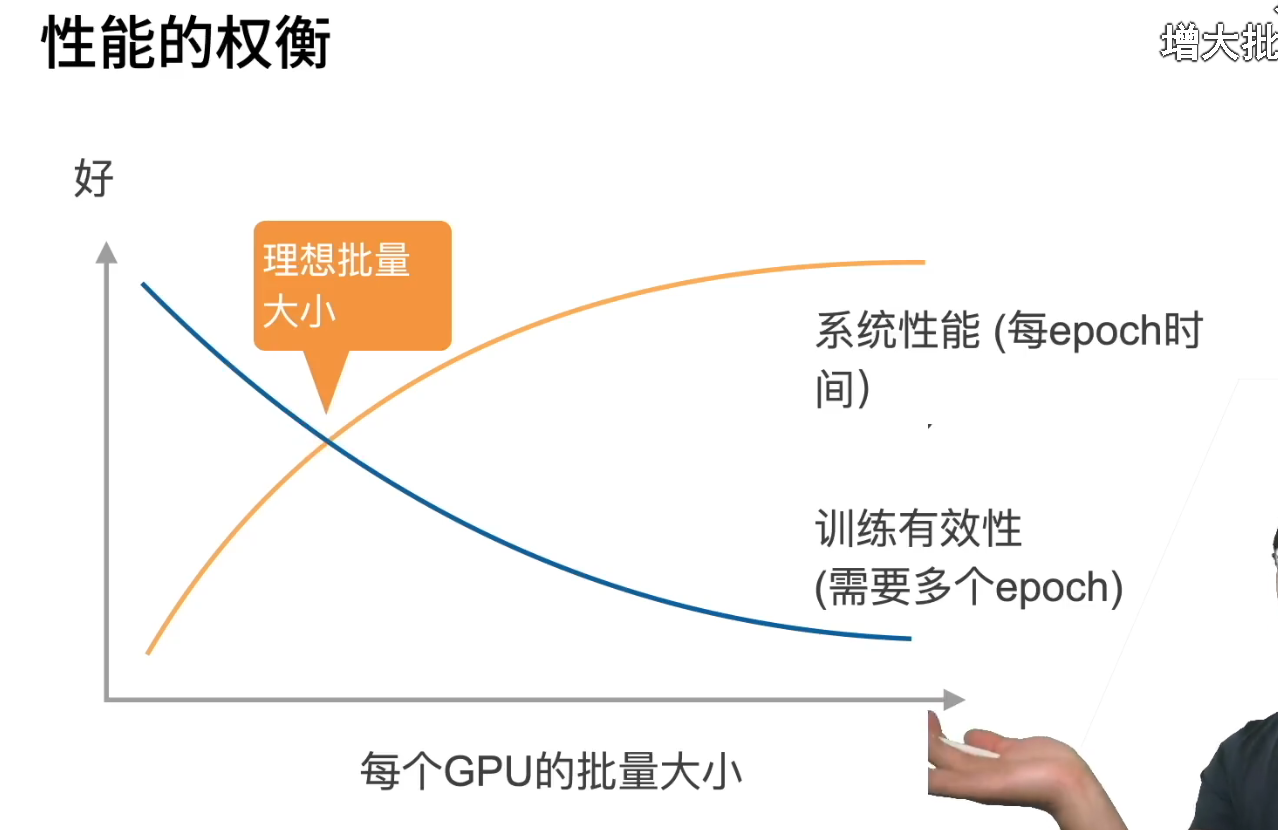 性能的权衡
增大批
好
理想批量
大小
系统性能 (每epoch时
间）
训练有效性
(需要多个epoch)
每个GPU的批量大小